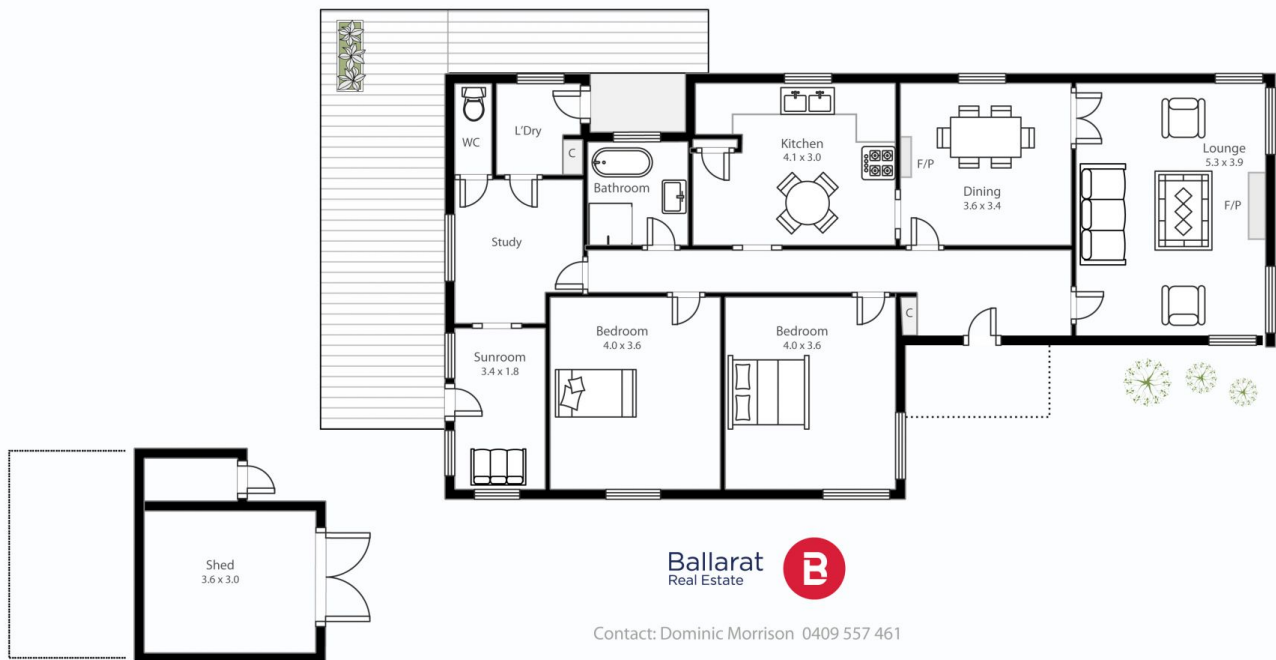 WC
L'Dry
C
Bathroom
Kitchen
4.1 x 3.0
F/P
Dining
3.6 x 3.4
Lounge
5.3 x 3.9
F/P
Study
Sunroom
3.4 x 1.8
Bedroom
4.0 x 3.6
Bedroom
4.0 x 3.6
C
Shed
3.6 x 3.0
Ballarat
Real Estate
B
Contact: Dominic Morrison 0409 557 461